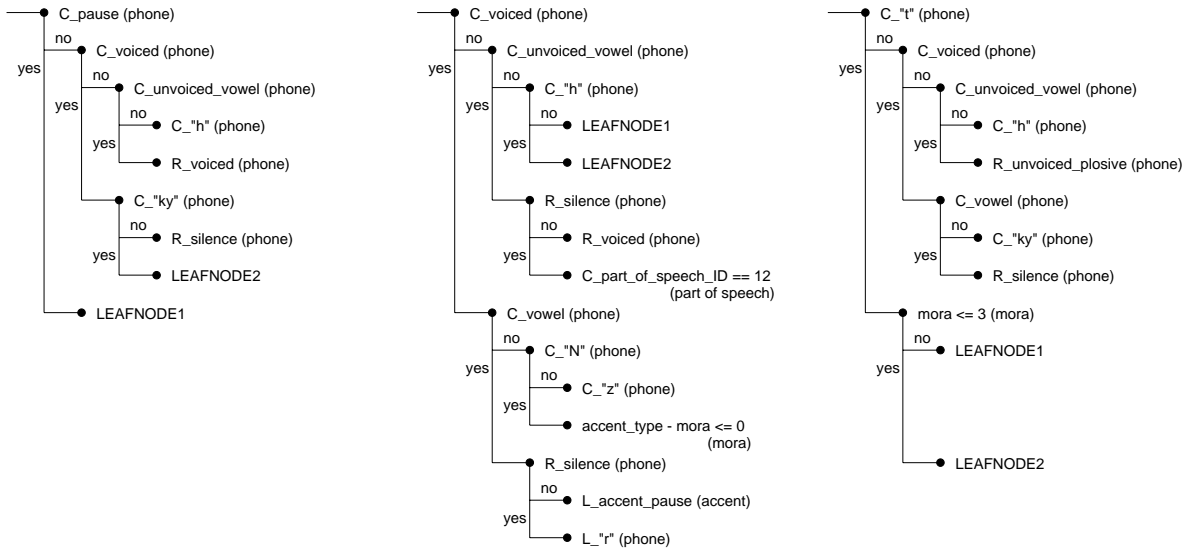 C_pause (phone)
no
C_voiced (phone)
yes
no
C_unvoiced_vowel (phone)
yes
no
C_"h" (phone)
yes
R_voiced (phone)
C_"ky" (phone)
no
R_silence (phone)
yes
LEAFNODE2
LEAFNODE1
C_voiced (phone)
no
C_unvoiced_vowel (phone)
yes
no
C_"h" (phone)
yes
no
LEAFNODE1
yes
LEAFNODE2
R_silence (phone)
no
R_voiced (phone)
yes
C_part_of_speech_ID == 12
(part of speech)
C_vowel (phone)
no
C_"N" (phone)
yes
no
C_"z" (phone)
yes
accent_type - mora <= 0
(mora)
R_silence (phone)
no
L_accent_pause (accent)
yes
L_"r" (phone)
C_"t" (phone)
no
C_voiced (phone)
yes
no
C_unvoiced_vowel (phone)
yes
no
C_"h" (phone)
yes
R_unvoiced_plosive (phone)
C_vowel (phone)
no
C_"ky" (phone)
yes
R_silence (phone)
mora <= 3 (mora)
no
LEAFNODE1
yes
LEAFNODE2